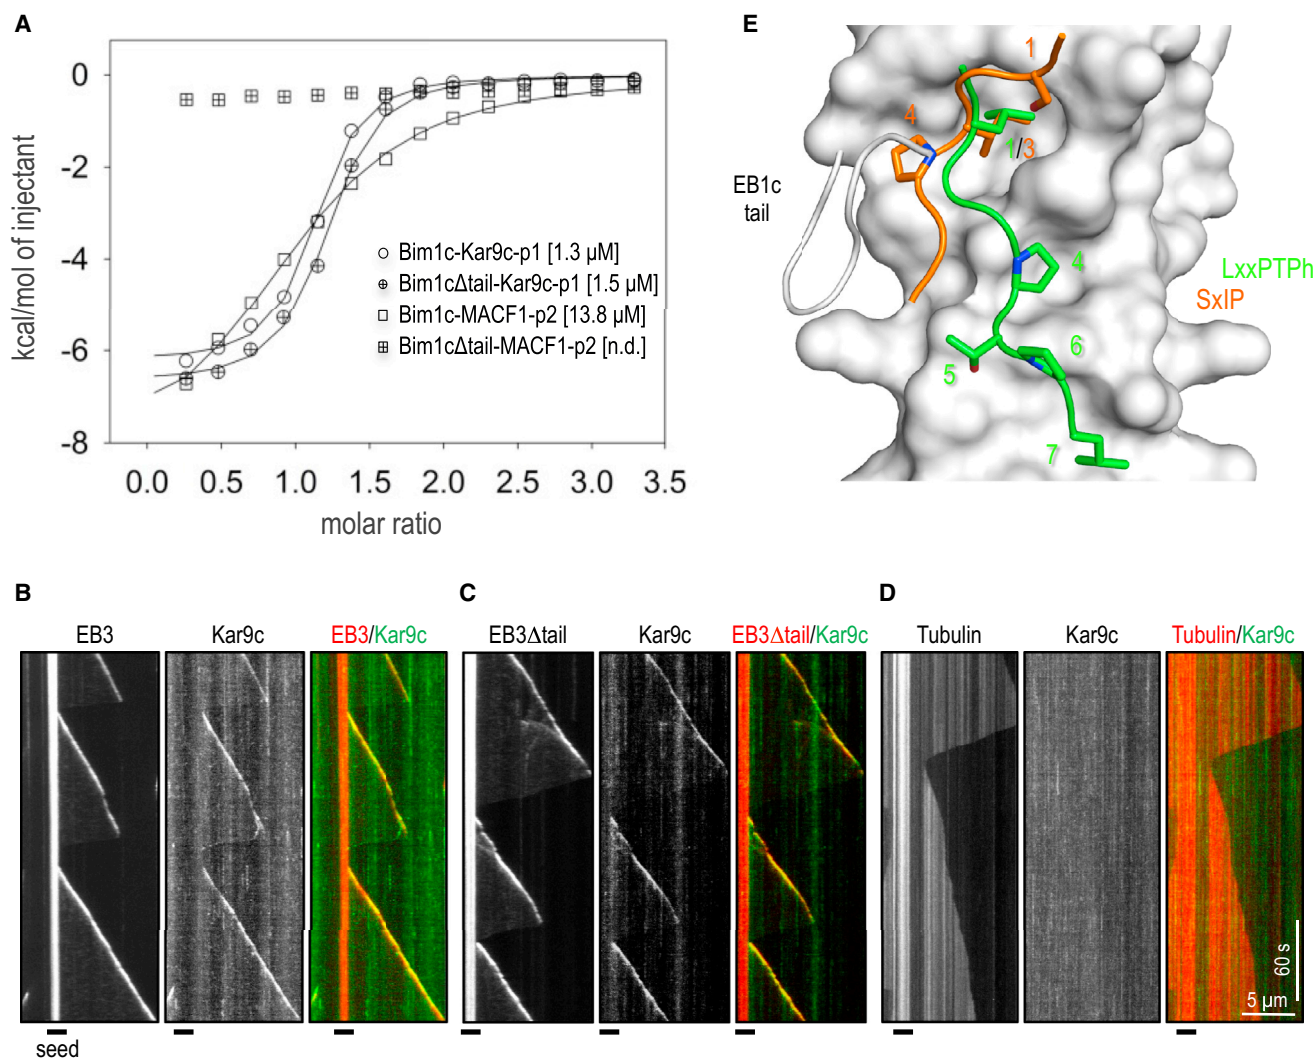 A
0
-2
-4
-6
-8
kcal/mol of injectant
0.0 0.5 1.0 1.5 2.0 2.5 3.0 3.5
molar ratio
Bim1c-Kar9c-p1 [1.3 µM]
Bim1cΔtail-Kar9c-p1 [1.5 µM]
Bim1c-MACF1-p2 [13.8 µM]
Bim1cΔtail-MACF1-p2 [n.d.]
E
1
4
1/3
EB1c
tail
4
LxxPTPh
SxIP
5
6
7
B
EB3 Kar9c EB3/Kar9c
seed
C
EB3Δtail Kar9c EB3Δtail/Kar9c
D
Tubulin Kar9c Tubulin/Kar9c
60 s
5 µm